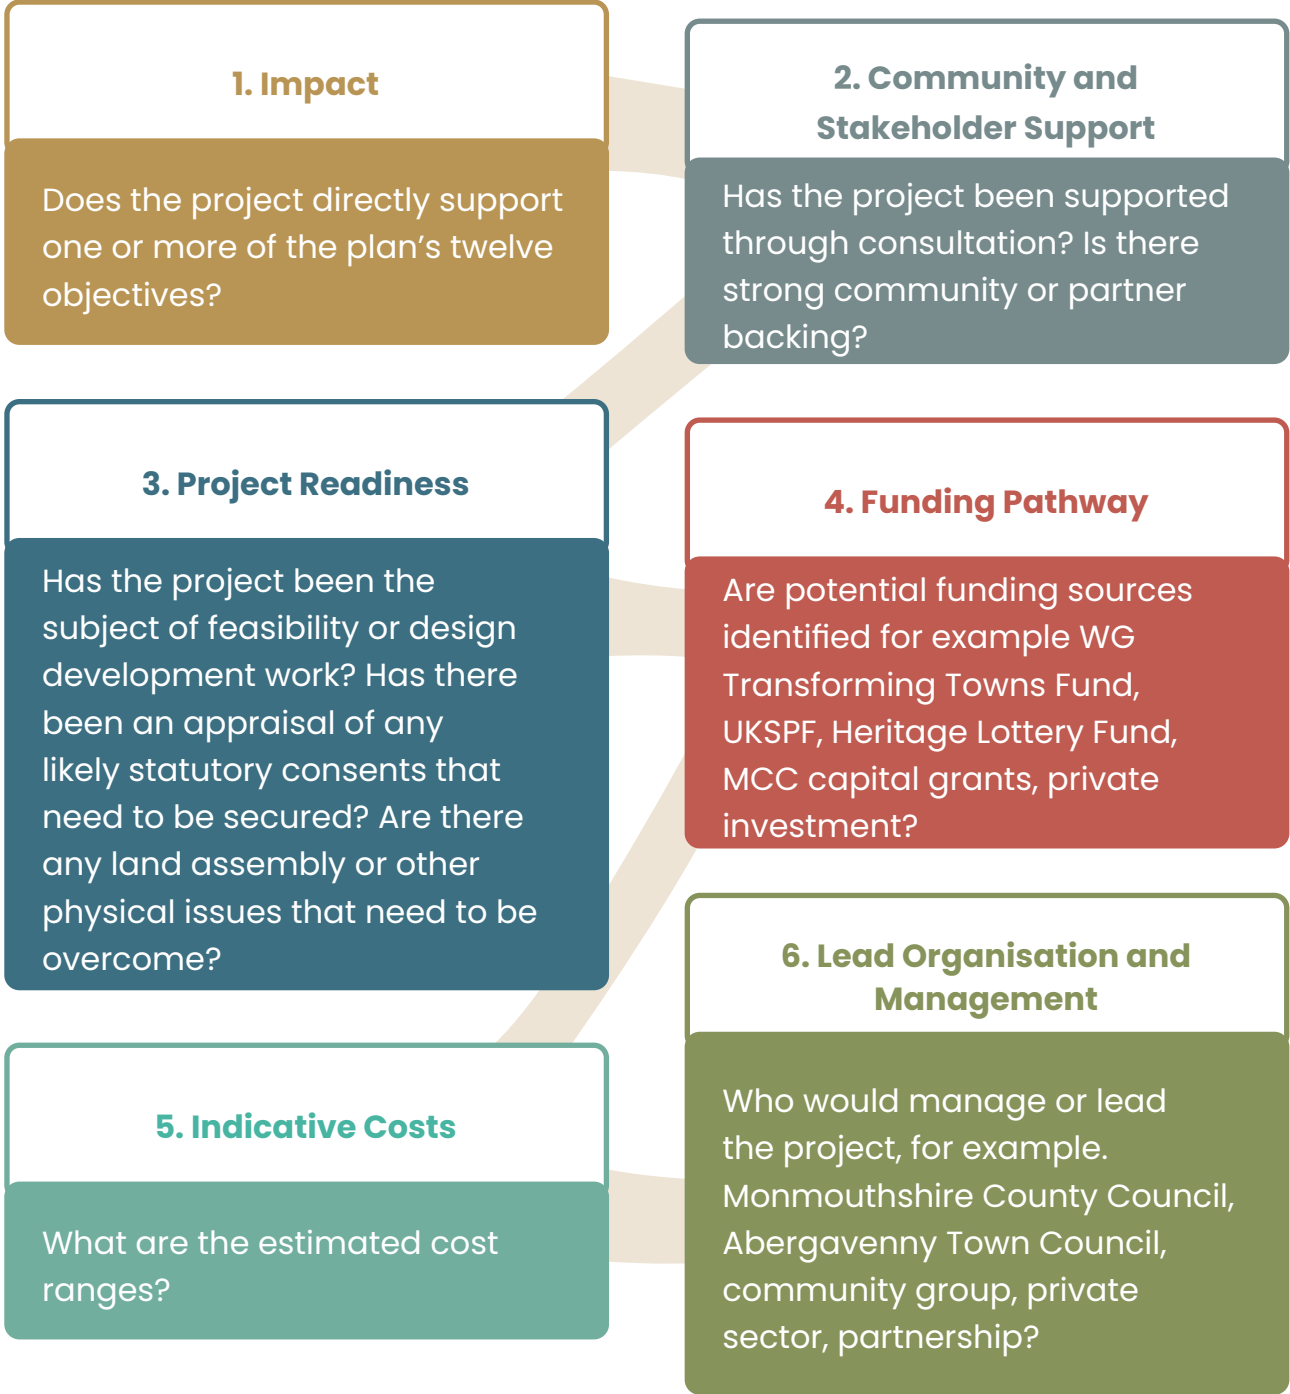 1. Impact
Does the project directly support
one or more of the plan’s twelve
objectives?
2. Community and
Stakeholder Support
Has the project been supported
through consultation? Is there
strong community or partner
backing?
3. Project Readiness
Has the project been the
subject of feasibility or design
development work? Has there
been an appraisal of any
likely statutory consents that
need to be secured? Are there
any land assembly or other
physical issues that need to be
overcome?
4. Funding Pathway
Are potential funding sources
identified for example WG
Transforming Towns Fund,
UKSPF, Heritage Lottery Fund,
MCC capital grants, private
investment?
5. Indicative Costs
What are the estimated cost
ranges?
6. Lead Organisation and
Management
Who would manage or lead
the project, for example.
Monmouthshire County Council,
Abergavenny Town Council,
community group, private
sector, partnership?